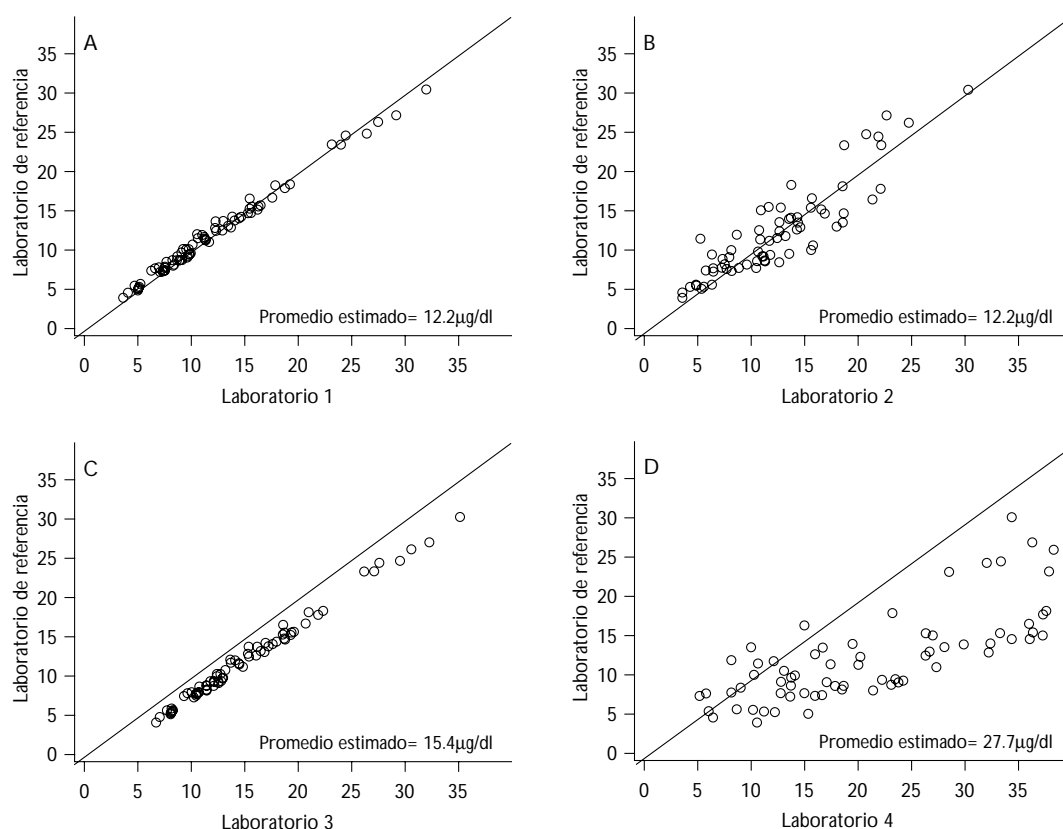 A
Laboratorio de referencia
35
30
25
20
15
10
5
0
Promedio estimado= 12.2µg/dl
0 5 10 15 20 25 30 35
Laboratorio 1
B
Laboratorio de referencia
35
30
25
20
15
10
5
0
Promedio estimado= 12.2µg/dl
0 5 10 15 20 25 30 35
Laboratorio 2
C
Laboratorio de referencia
35
30
25
20
15
10
5
0
Promedio estimado= 15.4µg/dl
0 5 10 15 20 25 30 35
Laboratorio 3
D
Laboratorio de referencia
35
30
25
20
15
10
5
0
Promedio estimado= 27.7µg/dl
0 5 10 15 20 25 30 35
Laboratorio 4